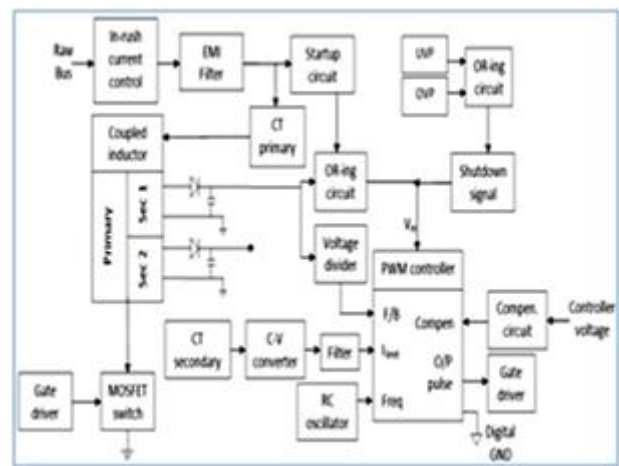 Raw
Bus
In-rush
current
control
EMI
Filter
Startup
circuit
UVP
OVP
OR-ing
circuit
Coupled
inductor
CT
primary
OR-ing
circuit
Shutdown
signal
Primary
Sec 1
Sec 2
Voltage
divider
V
PWM controller
F/B
Compen
I
O/P
pulse
Freq
Compen.
circuit
Controller
voltage
CT
secondary
C-V
converter
Filter
RC
oscillator
Gate
driver
MOSFET
switch
Gate
driver
Digital
GND